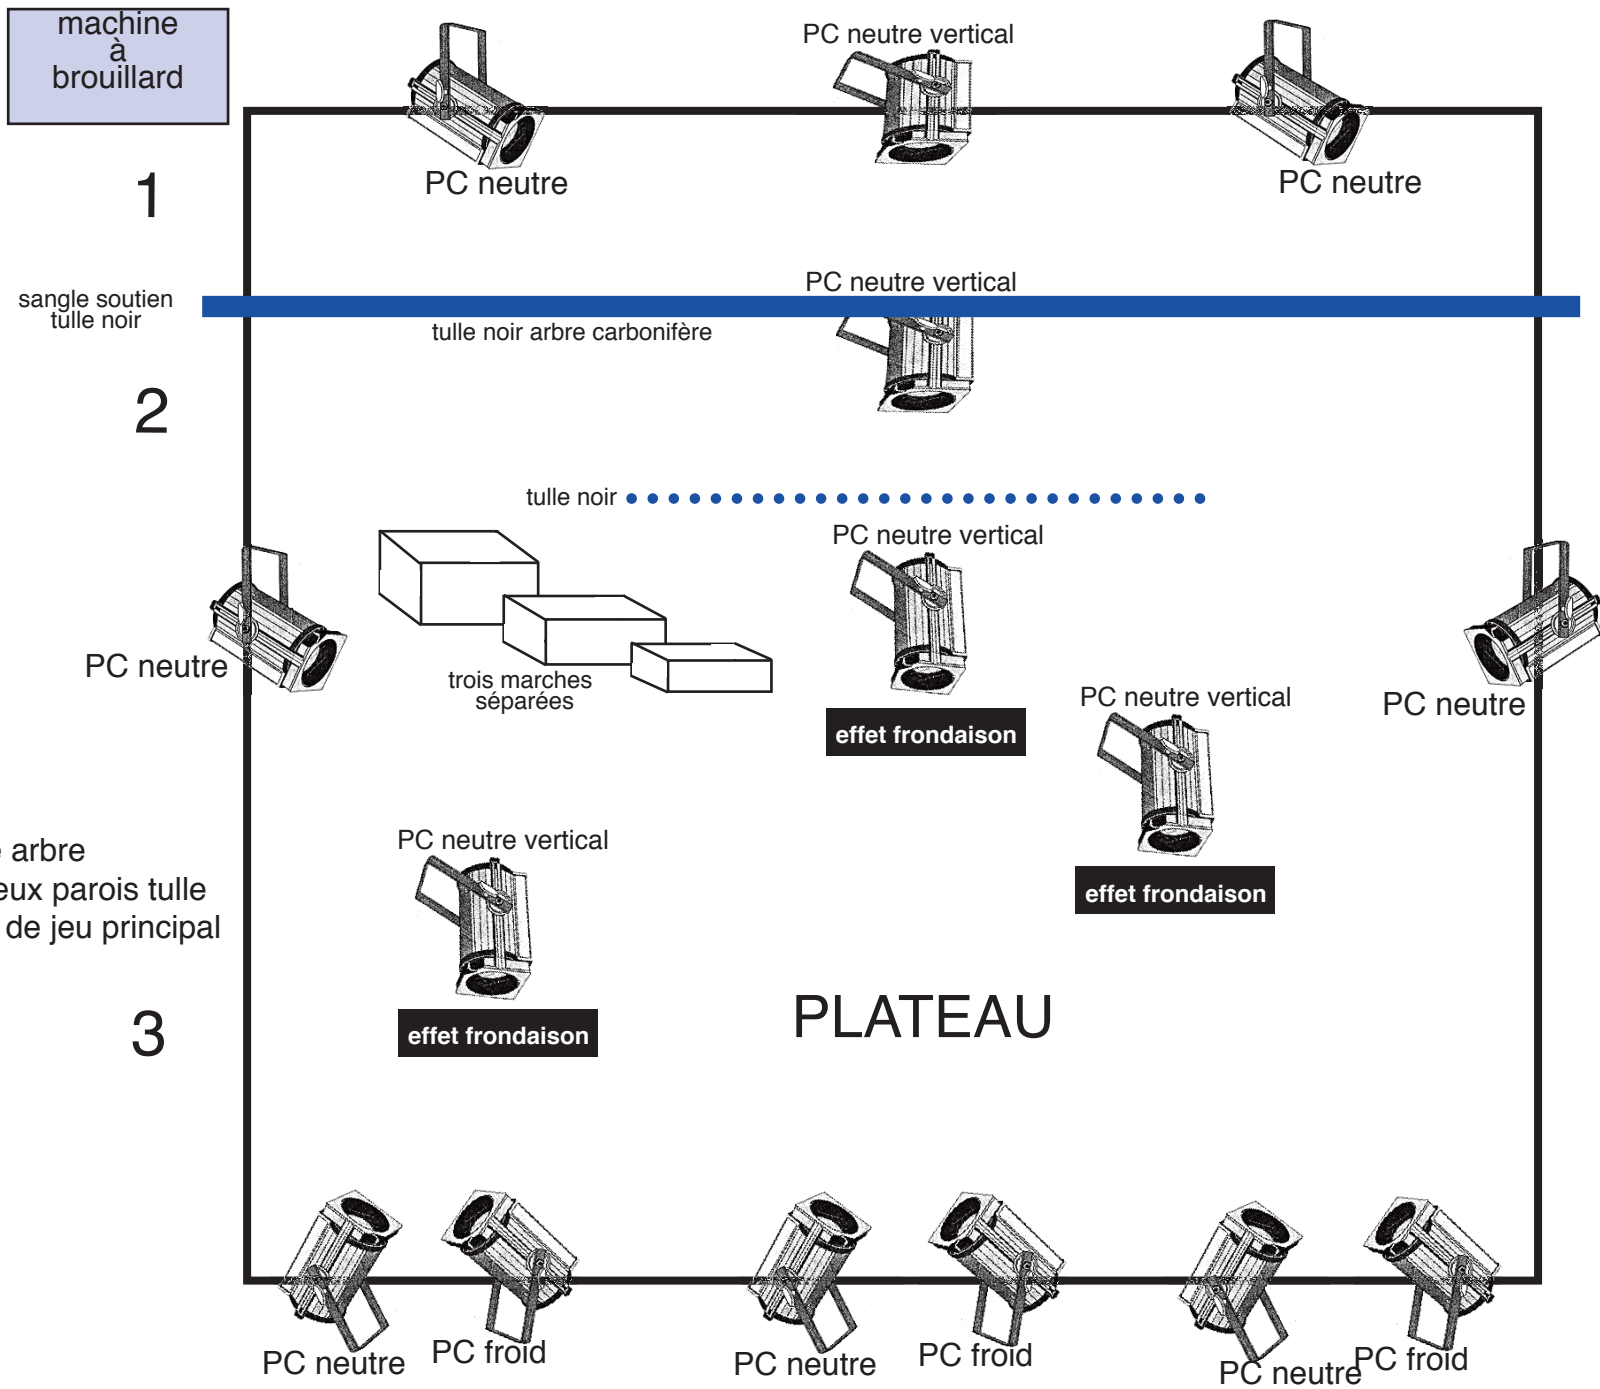 machine
à
brouillard
PC neutre vertical
PC neutre
PC neutre
1
PC neutre vertical
sangle soutien
tulle noir
tulle noir arbre carbonifère
2
tulle noir
PC neutre vertical
PC neutre
trois marches
séparées
PC neutre vertical
PC neutre
effet frondaison
PC neutre vertical
arbre
parois tulle
de jeu principal
effet frondaison
3
PLATEAU
effet frondaison
PC neutre
PC froid
PC neutre
PC froid
PC neutre
PC froid